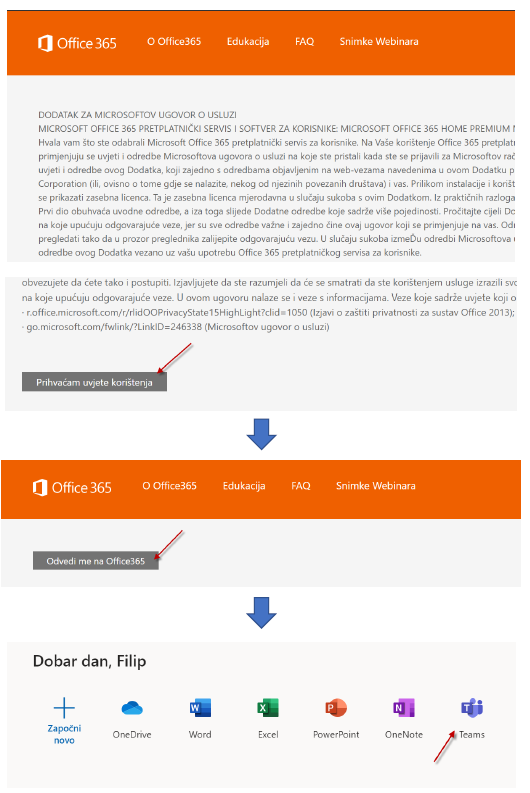 Office 365 O Office365 Edukacija FAQ Snimke Webinara
DODATAK ZA MICROSOFTOV UGOVOR O USLUZI
MICROSOFT OFFICE 365 PRETPLATNIČKI SERVIS I SOFTVER ZA KORISNIKE: MICROSOFT OFFICE 365 HOME PREMIUM
Hvala vam što ste odabrali Microsoft Office 365 pretplatnički servis za korisnike. Na Vaše korištenje Office 365 pretplat
primjenjuju se uvjeti i odredbe Microsoftova ugovora o usluzi na koje ste pristali kada ste se prijavili za Microsoftov rač
uvjeti i odredbe ovog Dodatka, koji zajedno s odredbama objavljenim na web-vezama navedenima u ovom Dodatku p
Corporation (ili, ovisno o tome gdje se nalazite, nekog od njezinih povezanih društava) i vas. Prilikom instalacije i korišt
se prikazati zasebna licenca. Ta je zasebna licenca mjerodavna u slučaju sukoba s ovim Dodatkom. Iz praktičnih razloga
Prvi dio obuhvaća uvodne odredbe, a iza toga slijede Dodatne odredbe koje sadrže više pojedinosti. Pročitajte cijeli Do
na koje upućuju odgovarajuće veze, jer su sve odredbe važne i zajedno čine ovaj ugovor koji se primjenjuje na vas. Od
pregledati tako da u prozor preglednika zalijepite odgovarajuću vezu. U slučaju sukoba izmeĐu odredbi Microsoftova
odredbe ovog Dodatka vezano uz vašu upotrebu Office 365 pretplatničkog servisa za korisnike.
obvezujete da ćete tako i postupiti. Izjavljujete da ste razumjeli da će se smatrati da ste korištenjem usluge izrazili svo
na koje upućuju odgovarajuće veze. U ovom ugovoru nalaze se i veze s informacijama. Veze koje sadrže uvjete koji o
· r.office.microsoft.com/r/rlidOOPrivacyState15HighLight?clid=1050 (Izjavi o zaštiti privatnosti za sustav Office 2013);
· go.microsoft.com/fwlink/?LinkID=246338 (Microsoftov ugovor o usluzi)
Prihvaćam uvjete korištenja
Office 365 O Office365 Edukacija FAQ Snimke Webinara
Odvedi me na Office365
Dobar dan, Filip
Započni novo
OneDrive
Word
Excel
PowerPoint
OneNote
Teams